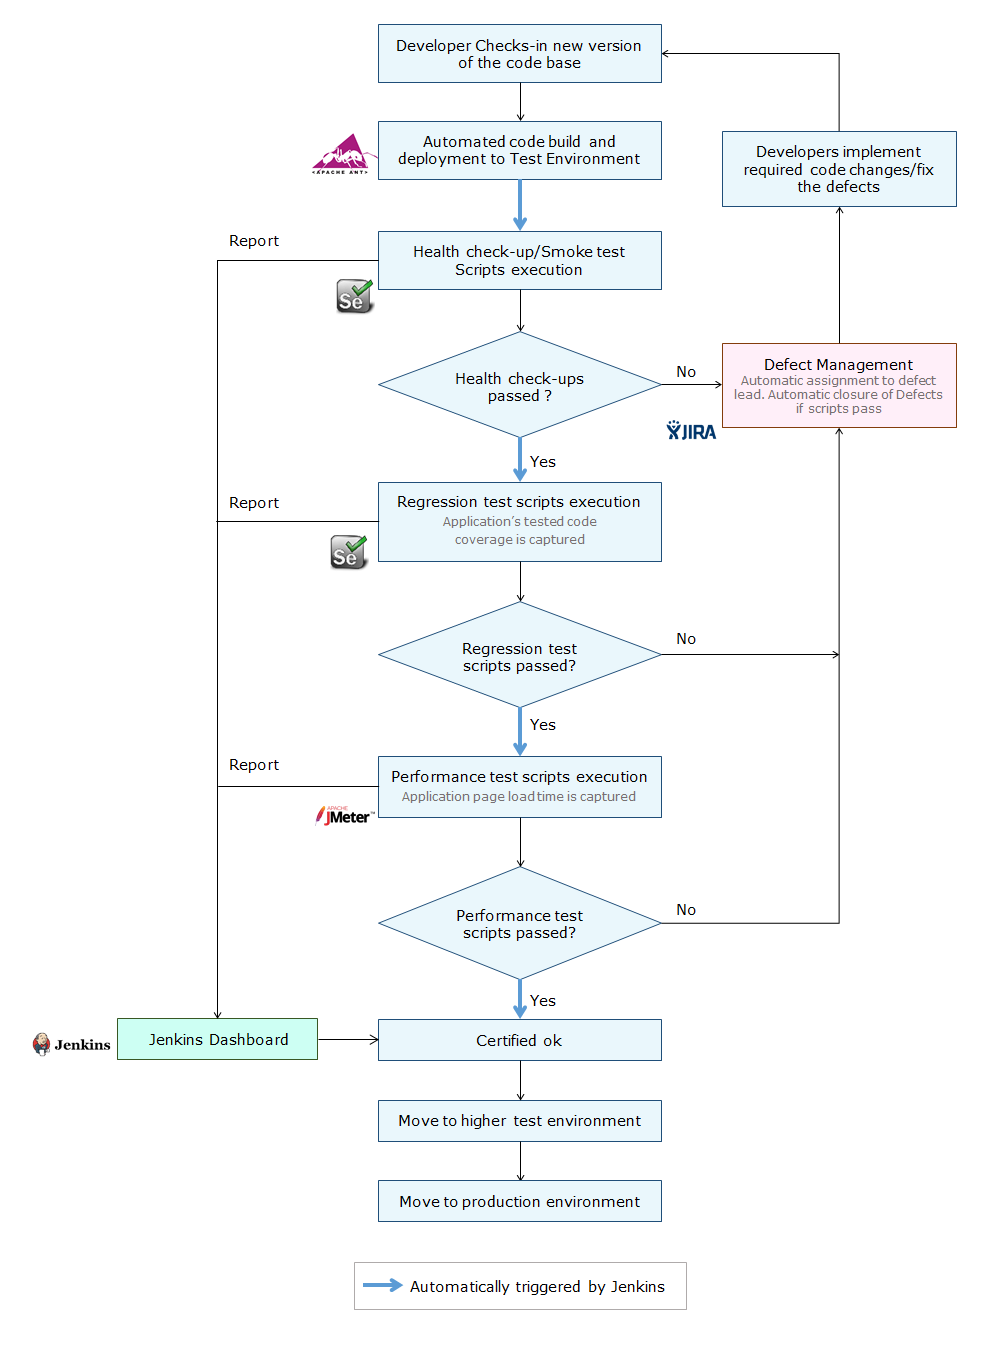 Developer Checks-in new version
of the code base
Automated code build and
deployment to Test Environment
<APACHE ANT>
Developers implement
required code changes/fix
the defects
Report
Health check-up/Smoke test
Scripts execution
Se
Health check-ups
passed ?
No
Defect Management
Automatic assignment to defect
lead. Automatic closure of Defects
if scripts pass
JIRA
Yes
Report
Regression test scripts execution
Application's tested code
coverage is captured
Se
Regression test
scripts passed?
No
Yes
Report
Performance test scripts execution
Application page load time is captured
APACHE
JMeter™
Performance test
scripts passed?
No
Yes
Jenkins
Jenkins Dashboard
Certified ok
Move to higher test environment
Move to production environment
Automatically triggered by Jenkins